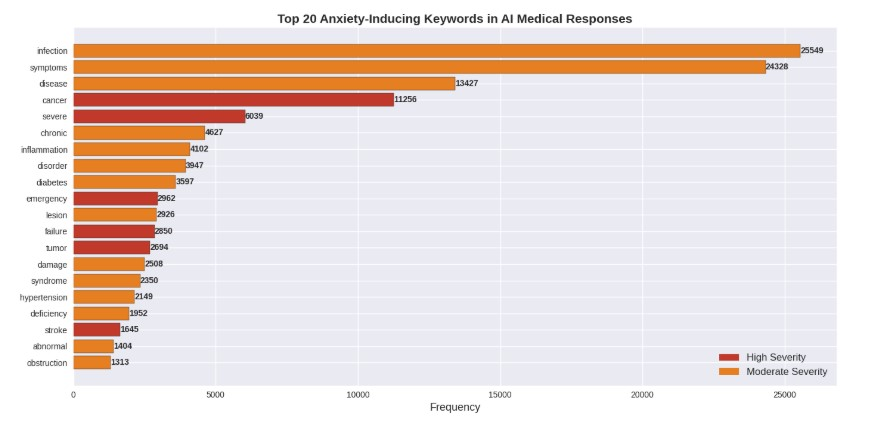 Top 20 Anxiety-Inducing Keywords in AI Medical Responses
infection 25549
symptoms 24328
disease 13427
cancer 11256
severe 6039
chronic 4627
inflammation 4102
disorder 3947
diabetes 3597
emergency 2962
lesion 2926
failure 2850
tumor 2694
damage 2508
syndrome 2350
hypertension 2149
deficiency 1952
stroke 1645
abnormal 1404
obstruction 1313
High Severity
Moderate Severity
0 5000 10000 15000 20000 25000
Frequency